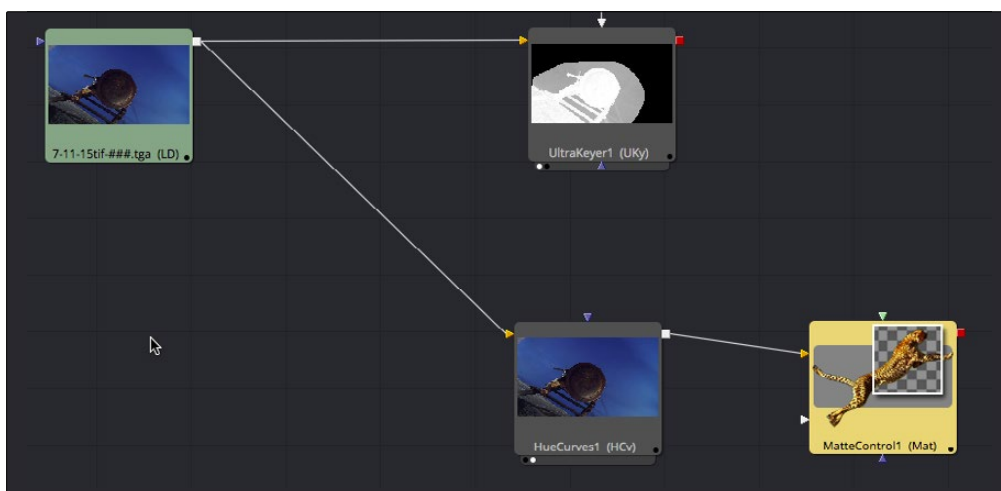 7-11-15tif-###.tga (LD)
UltraKeyer1 (UKy)
HueCurves1 (HCv)
MatteControl1 (Mat)